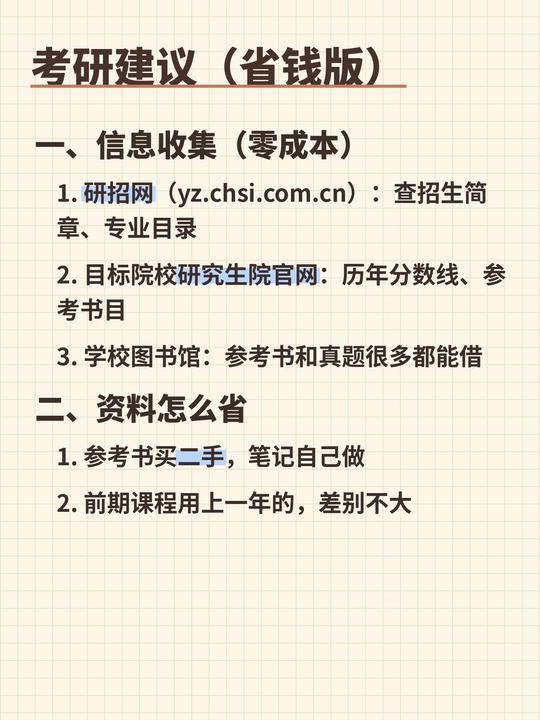 考研建议（省钱版）
一、信息收集（零成本）
1. 研招网（yz.chsi.com.cn）：查招生简
章、专业目录
2. 目标院校研究生院官网：历年分数线、参
考书目
3. 学校图书馆：参考书和真题很多都能借
二、资料怎么省
1. 参考书买二手，笔记自己做
2. 前期课程用上一年的，差别不大